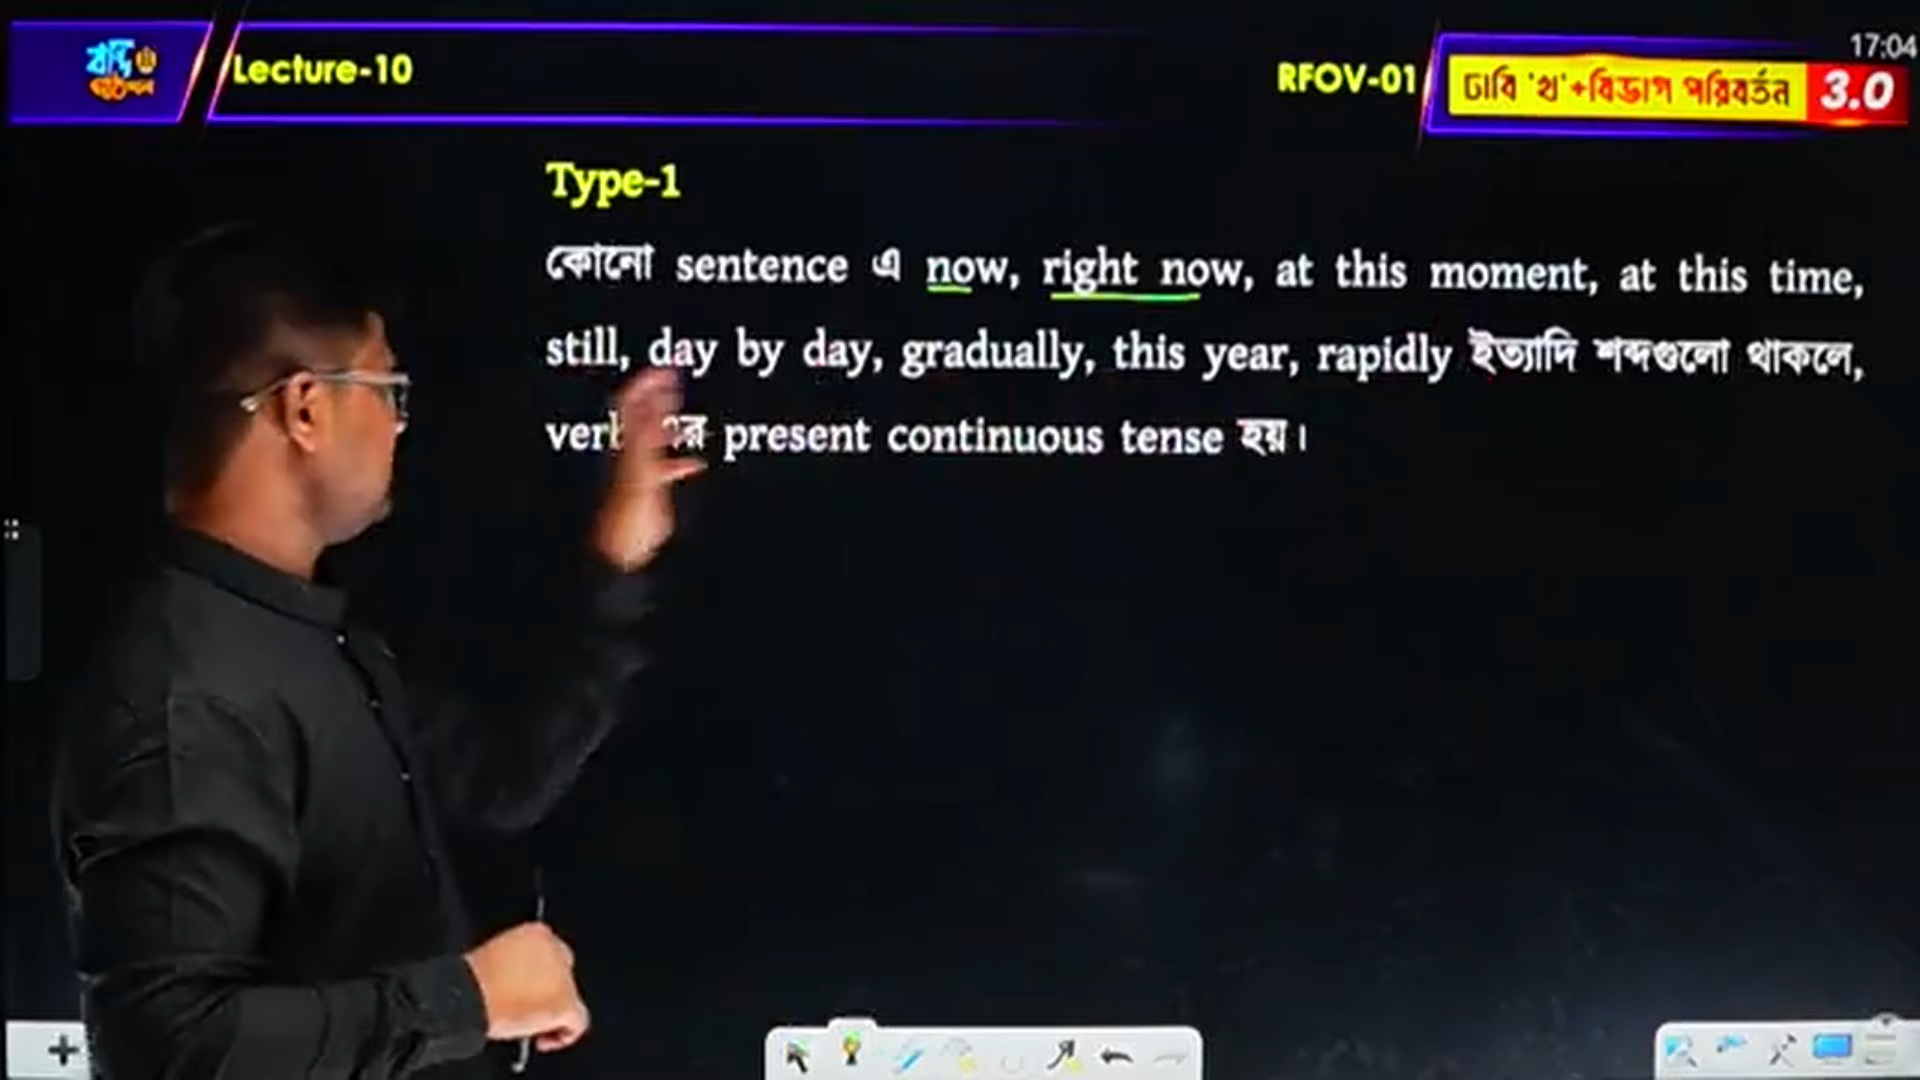 Lecture-10
RFOV-01
ঢাবি 'খ'+বিভাগ পরিবর্তন 3.0
17:04
Type-1
কোনো sentence এ now, right now, at this moment, at this time,
still, day by day, gradually, this year, rapidly ইত্যাদি শব্দগুলো থাকলে,
present continuous tense হয়।